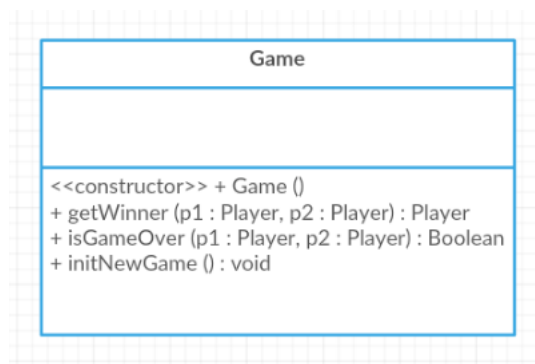 Game
<<constructor>> + Game ()
+ getWinner (p1 : Player, p2 : Player) : Player
+ isGameOver (p1 : Player, p2 : Player) : Boolean
+ initNewGame () : void